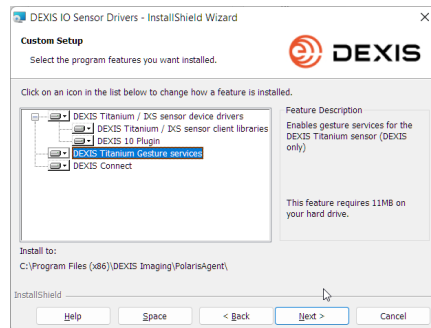 DEXIS IO Sensor Drivers - InstallShield Wizard
Custom Setup
Select the program features you want installed.
DEXIS
Click on an icon in the list below to change how a feature is installed.
DEXIS Titanium / IXS sensor device drivers
DEXIS Titanium / IXS sensor client libraries
DEXIS 10 Plugin
DEXIS Titanium Gesture services
DEXIS Connect
Feature Description
Enables gesture services for the
DEXIS Titanium sensor (DEXIS
only)
This feature requires 11MB on
your hard drive.
Install to:
C:\Program Files (x86)\DEXIS Imaging\PolarisAgent\
InstallShield
Help
Space
< Back
Next >
Cancel